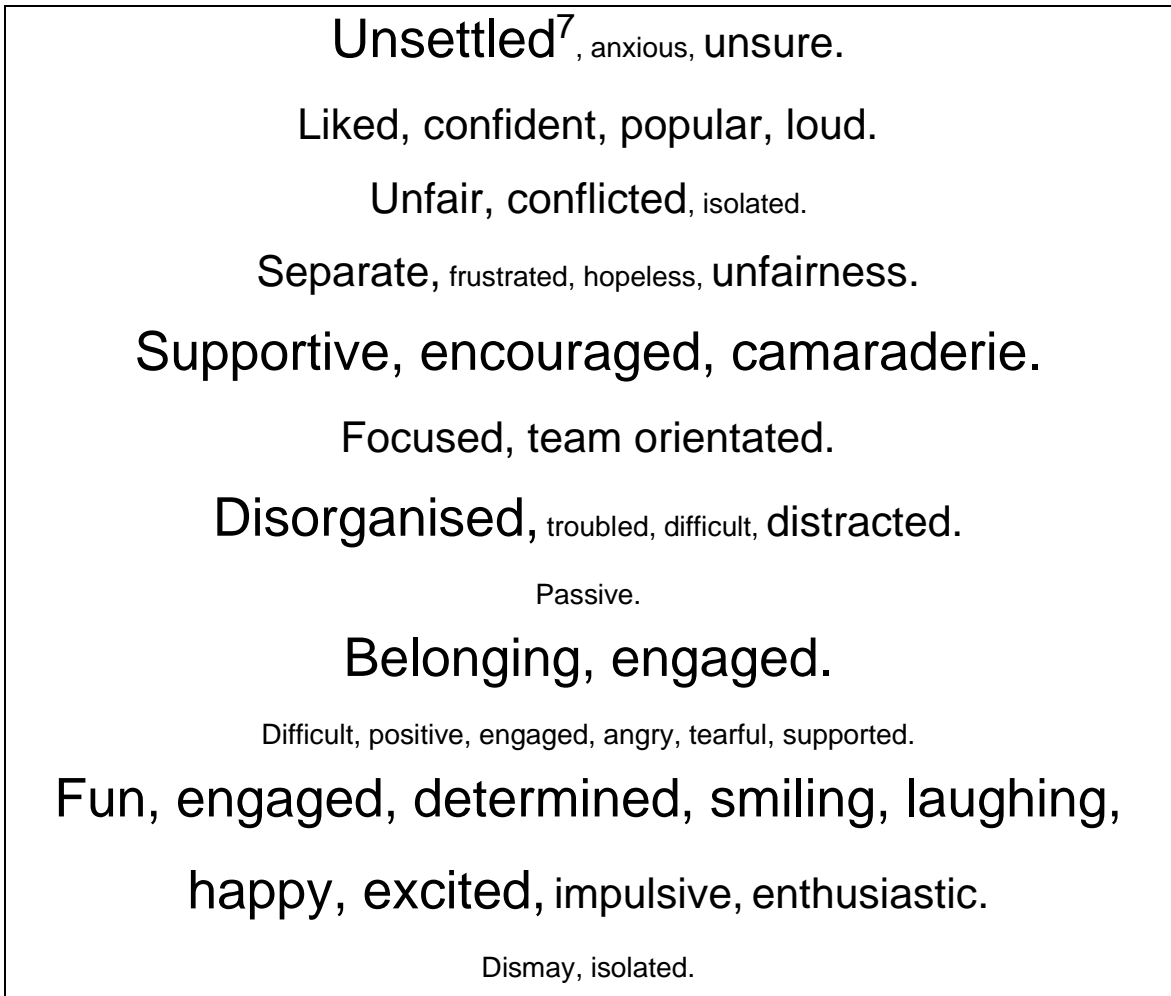 Unsettled⁷, anxious, unsure.
Liked, confident, popular, loud.
Unfair, conflicted, isolated.
Separate, frustrated, hopeless, unfairness.
Supportive, encouraged, camaraderie.
Focused, team orientated.
Disorganised, troubled, difficult, distracted.
Passive.
Belonging, engaged.
Difficult, positive, engaged, angry, tearful, supported.
Fun, engaged, determined, smiling, laughing,
happy, excited, impulsive, enthusiastic.
Dismay, isolated.